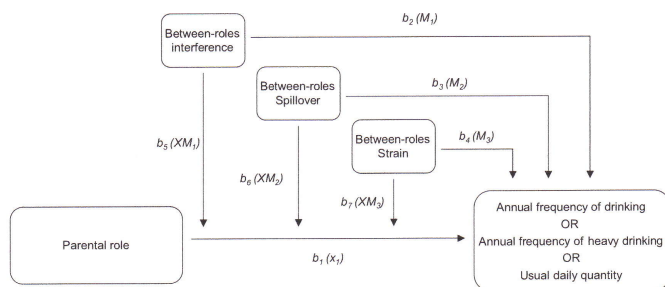 Between-roles
interference
b₂ (M₁)
Between-roles
Spillover
b₃ (M₂)
Between-roles
Strain
b₄ (M₃)
b₅ (XM₁)
b₆ (XM₂)
b₇ (XM₃)
Parental role
b₁ (x₁)
Annual frequency of drinking
OR
Annual frequency of heavy drinking
OR
Usual daily quantity